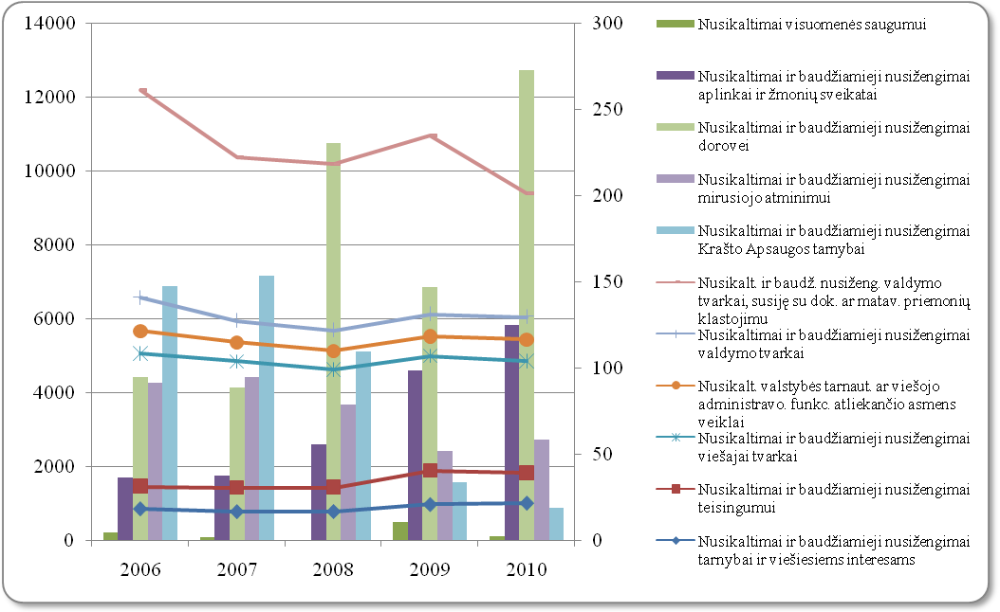 14000
12000
10000
8000
6000
4000
2000
0
300
250
200
150
100
50
0
2006 2007 2008 2009 2010
Nusikaltimai visuomenės saugumui
Nusikaltimai ir baudžiamieji nusižengimai
aplinkai ir žmonių sveikatai
Nusikaltimai ir baudžiamieji nusižengimai
dorovei
Nusikaltimai ir baudžiamieji nusižengimai
mirusiojo atminimui
Nusikaltimai ir baudžiamieji nusižengimai
Krašto Apsaugos tarnybai
Nusikalt. ir baudž. nusiženg. valdymo
tvarkai, susiję su dok. ar matav. priemonių
klastojimu
Nusikaltimai ir baudžiamieji nusižengimai
valdymo tvarkai
Nusikalt. valstybės tarnaut. ar viešojo
administravo. funkc. atliekančio asmens
veiklai
Nusikaltimai ir baudžiamieji nusižengimai
viešajai tvarkai
Nusikaltimai ir baudžiamieji nusižengimai
teisingumui
Nusikaltimai ir baudžiamieji nusižengimai
tarnybai ir viešiesiems interesams